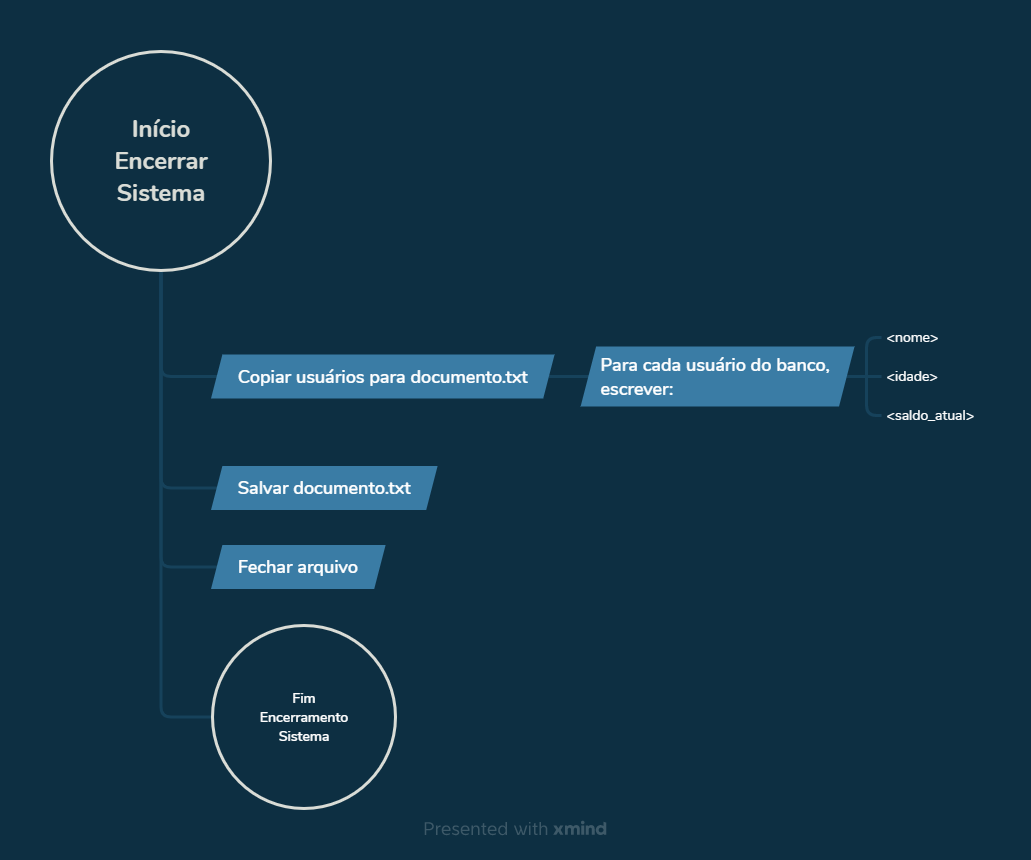 Início
Encerrar
Sistema
Copiar usuários para documento.txt
Para cada usuário do banco,
escrever:
<nome>
<idade>
<saldo_atual>
Salvar documento.txt
Fechar arquivo
Fim
Encerramento
Sistema
Presented with xmind